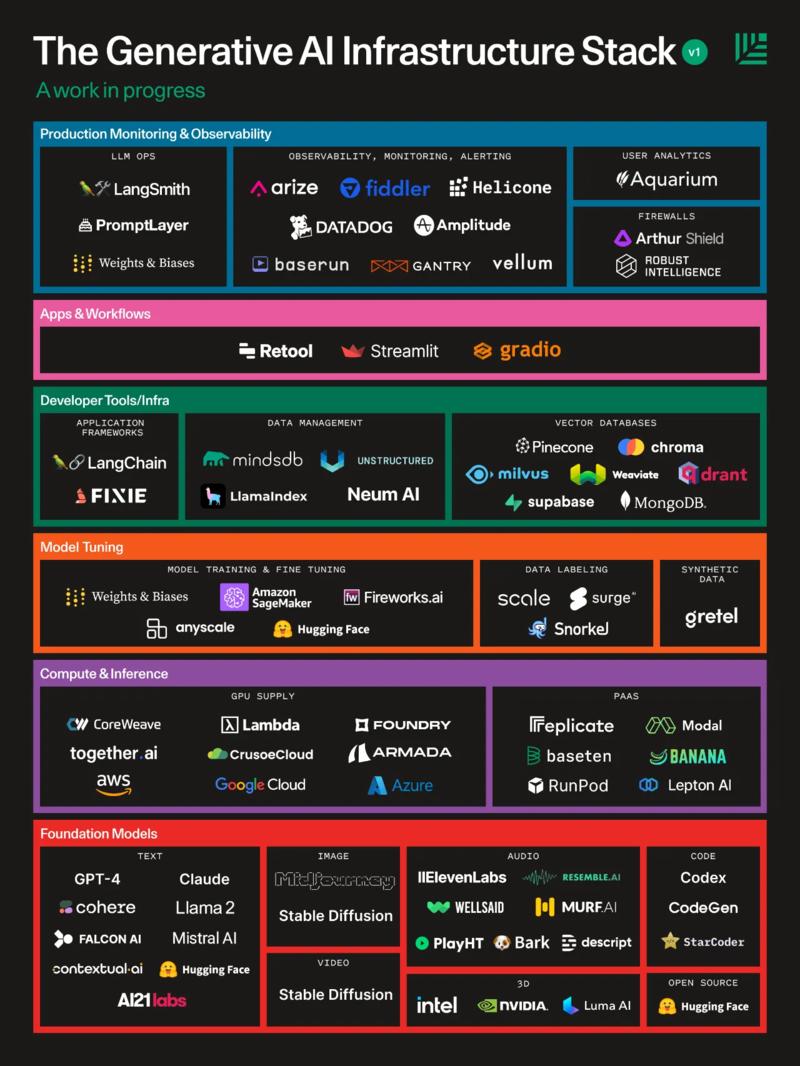 The Generative AI Infrastructure Stack v1
A work in progress
Production Monitoring & Observability
LLM OPS
LangSmith
PromptLayer
Weights & Biases
OBSERVABILITY, MONITORING, ALERTING
arize fiddler Helicone
DATADOG Amplitude
baserun GANTRY vellum
USER ANALYTICS
Aquarium
FIREWALLS
Arthur Shield
ROBUST
INTELLIGENCE
Apps & Workflows
Retool Streamlit gradio
Developer Tools/Infra
APPLICATION
FRAMEWORKS
LangChain
FIXIE
DATA MANAGEMENT
mindsdb UNSTRUCTURED
LlamaIndex Neum AI
VECTOR DATABASES
Pinecone chroma
milvus Weaviate qdrant
supabase MongoDB.
Model Tuning
MODEL TRAINING & FINE TUNING
Weights & Biases Amazon SageMaker fw Fireworks.ai
anyscale Hugging Face
DATA LABELING
scale surge
Snorkel
SYNTHETIC
DATA
gretel
Compute & Inference
GPU SUPPLY
CoreWeave Lambda FOUNDRY
together.ai CrusoeCloud ARMADA
aws Google Cloud Azure
PAAS
replicate Modal
baseten BANANA
RunPod Lepton AI
Foundation Models
TEXT
GPT-4 Claude
cohere Llama 2
FALCON AI Mistral AI
contextual·ai Hugging Face
AI21labs
IMAGE
Midjourney
Stable Diffusion
VIDEO
Stable Diffusion
AUDIO
IIElevenLabs RESEMBLE.AI
WELLSAID MURF.AI
PlayHT Bark descript
3D
intel NVIDIA. Luma AI
CODE
Codex
CodeGen
StarCoder
OPEN SOURCE
Hugging Face